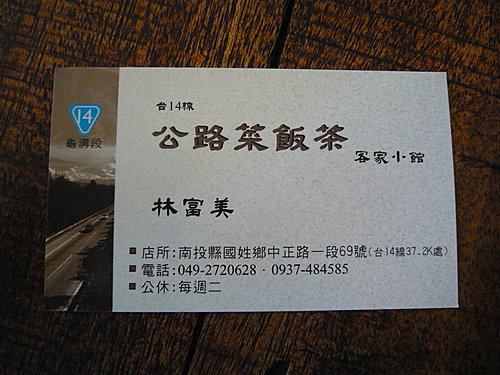 14
龜溝段
台14線
公路菜飯茶
客家小館
林富美
■ 店所:南投縣國姓鄉中正路一段69號(台14線37.2K處)
■ 電話:049-2720628 · 0937-484585
■ 公休:每週二